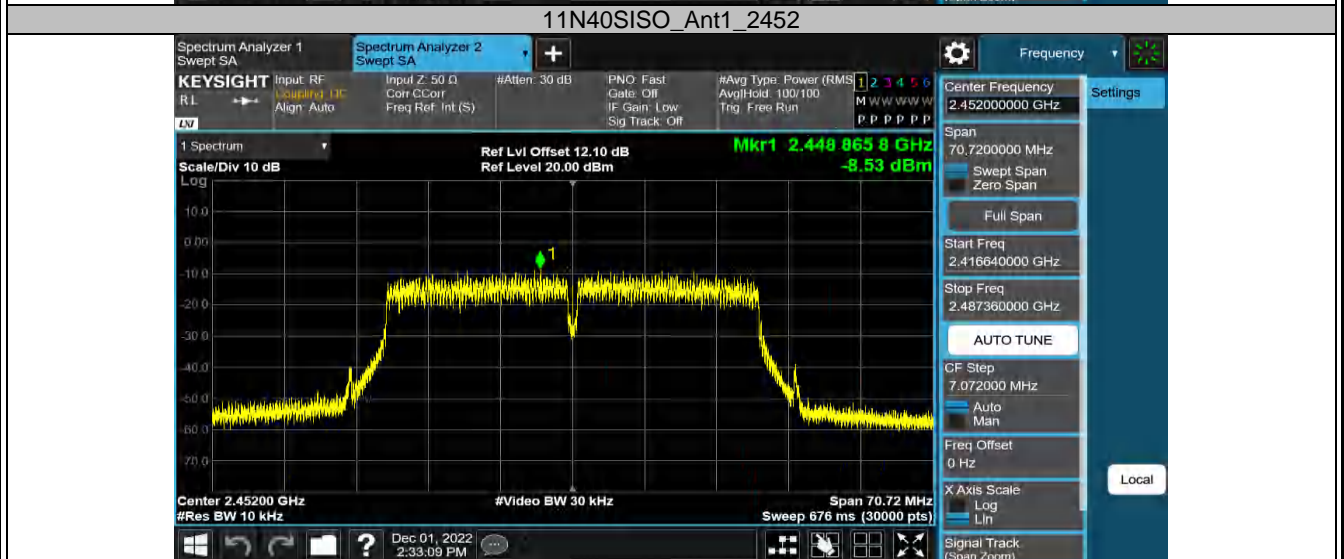 11N40SISO_Ant1_2452
Spectrum Analyzer 1
Swept SA
Spectrum Analyzer 2
Swept SA
+
Frequency
KEYSIGHT
RL
LXI
Input: RF
Coupling: DC
Align: Auto
Input Z: 50 Ω
Corr CCorr
Freq Ref: Int (S)
#Atten: 30 dB
PNO: Fast
Gate: Off
IF Gain: Low
Sig Track: Off
#Avg Type: Power (RMS
Avg|Hold: 100/100
Trig: Free Run
1 2 3 4 5 6
M W W W W W
P P P P P P
1 Spectrum
Scale/Div 10 dB
Log
Ref Lvl Offset 12.10 dB
Ref Level 20.00 dBm
Mkr1 2.448 865 8 GHz
-8.53 dBm
1
10.0
0.00
-10.0
-20.0
-30.0
-40.0
-50.0
-60.0
-70.0
Center 2.45200 GHz
#Res BW 10 kHz
#Video BW 30 kHz
Span 70.72 MHz
Sweep 676 ms (30000 pts)
Dec 01, 2022
2:33:09 PM
?
Center Frequency
2.452000000 GHz
Settings
Span
70.7200000 MHz
Swept Span
Zero Span
Full Span
Start Freq
2.416640000 GHz
Stop Freq
2.487360000 GHz
AUTO TUNE
CF Step
7.072000 MHz
Auto
Man
Freq Offset
0 Hz
X Axis Scale
Log
Lin
Local
Signal Track
(Span Zoom)